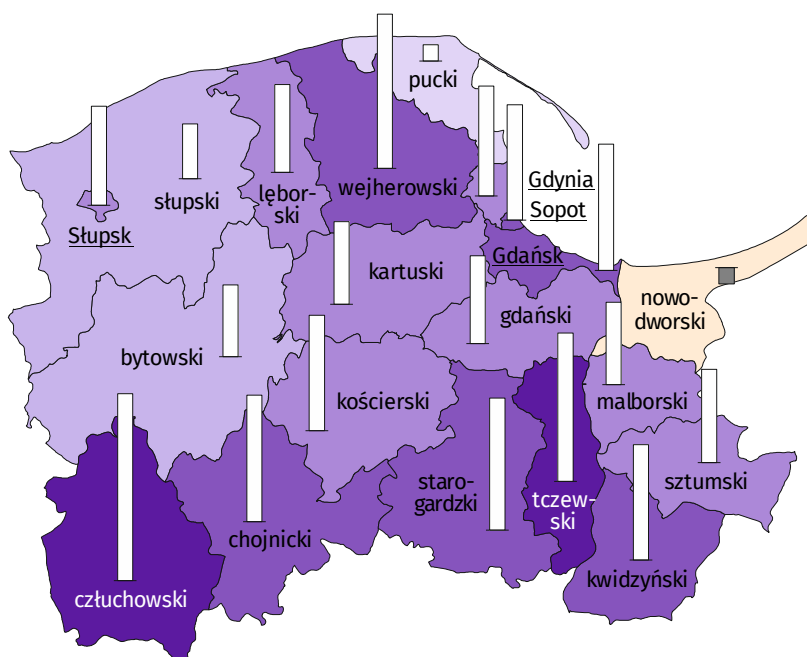 pucki
Gdynia
Sopot
wejherowski
lębor-
ski
słupski
Słupsk
Gdańsk
kartuski
nowo-
dworski
gdański
bytowski
kościerski
malborski
staro-
gardzki
tczew-
ski
sztumski
chojnicki
kwidzyński
człuchowski